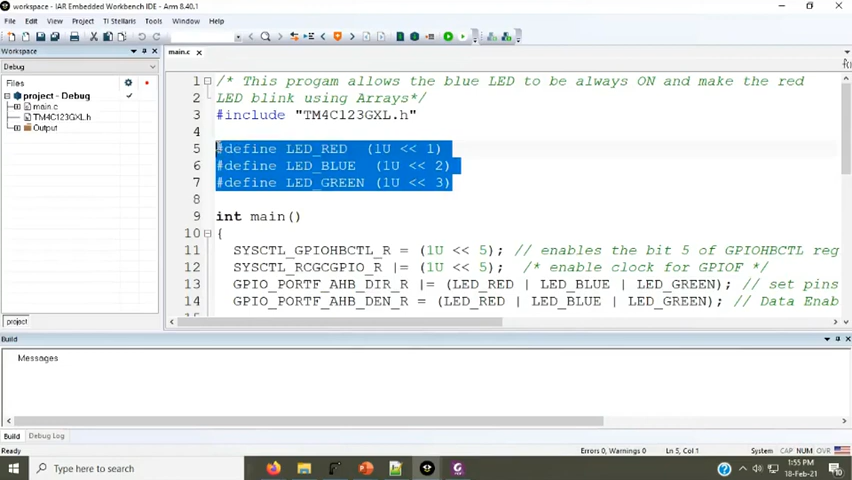 workspace - IAR Embedded Workbench IDE - Arm 8.40.1
File Edit View Project TI Stellaris Tools Window Help
Workspace
main.c
Debug
Files
project - Debug
main.c
TM4C123GXL.h
Output
1 /* This progam allows the blue LED to be always ON and make the red
2 LED blink using Arrays*/
3 #include "TM4C123GXL.h"
4
5 #define LED_RED (1U << 1)
6 #define LED_BLUE (1U << 2)
7 #define LED_GREEN (1U << 3)
8
9 int main()
10 {
11 SYSCTL_GPIOHBCTL_R = (1U << 5); // enables the bit 5 of GPIOHBCTL reg
12 SYSCTL_RCGCGPIO_R |= (1U << 5); /* enable clock for GPIOF */
13 GPIO_PORTF_AHB_DIR_R |= (LED_RED | LED_BLUE | LED_GREEN); // set pins
14 GPIO_PORTF_AHB_DEN_R = (LED_RED | LED_BLUE | LED_GREEN); // Data Enab
project
Build
Messages
Build Debug Log
Ready Errors 0, Warnings 0 Ln 5, Col 1 System CAP NUM OVR
Type here to search
1:55 PM
18-Feb-21